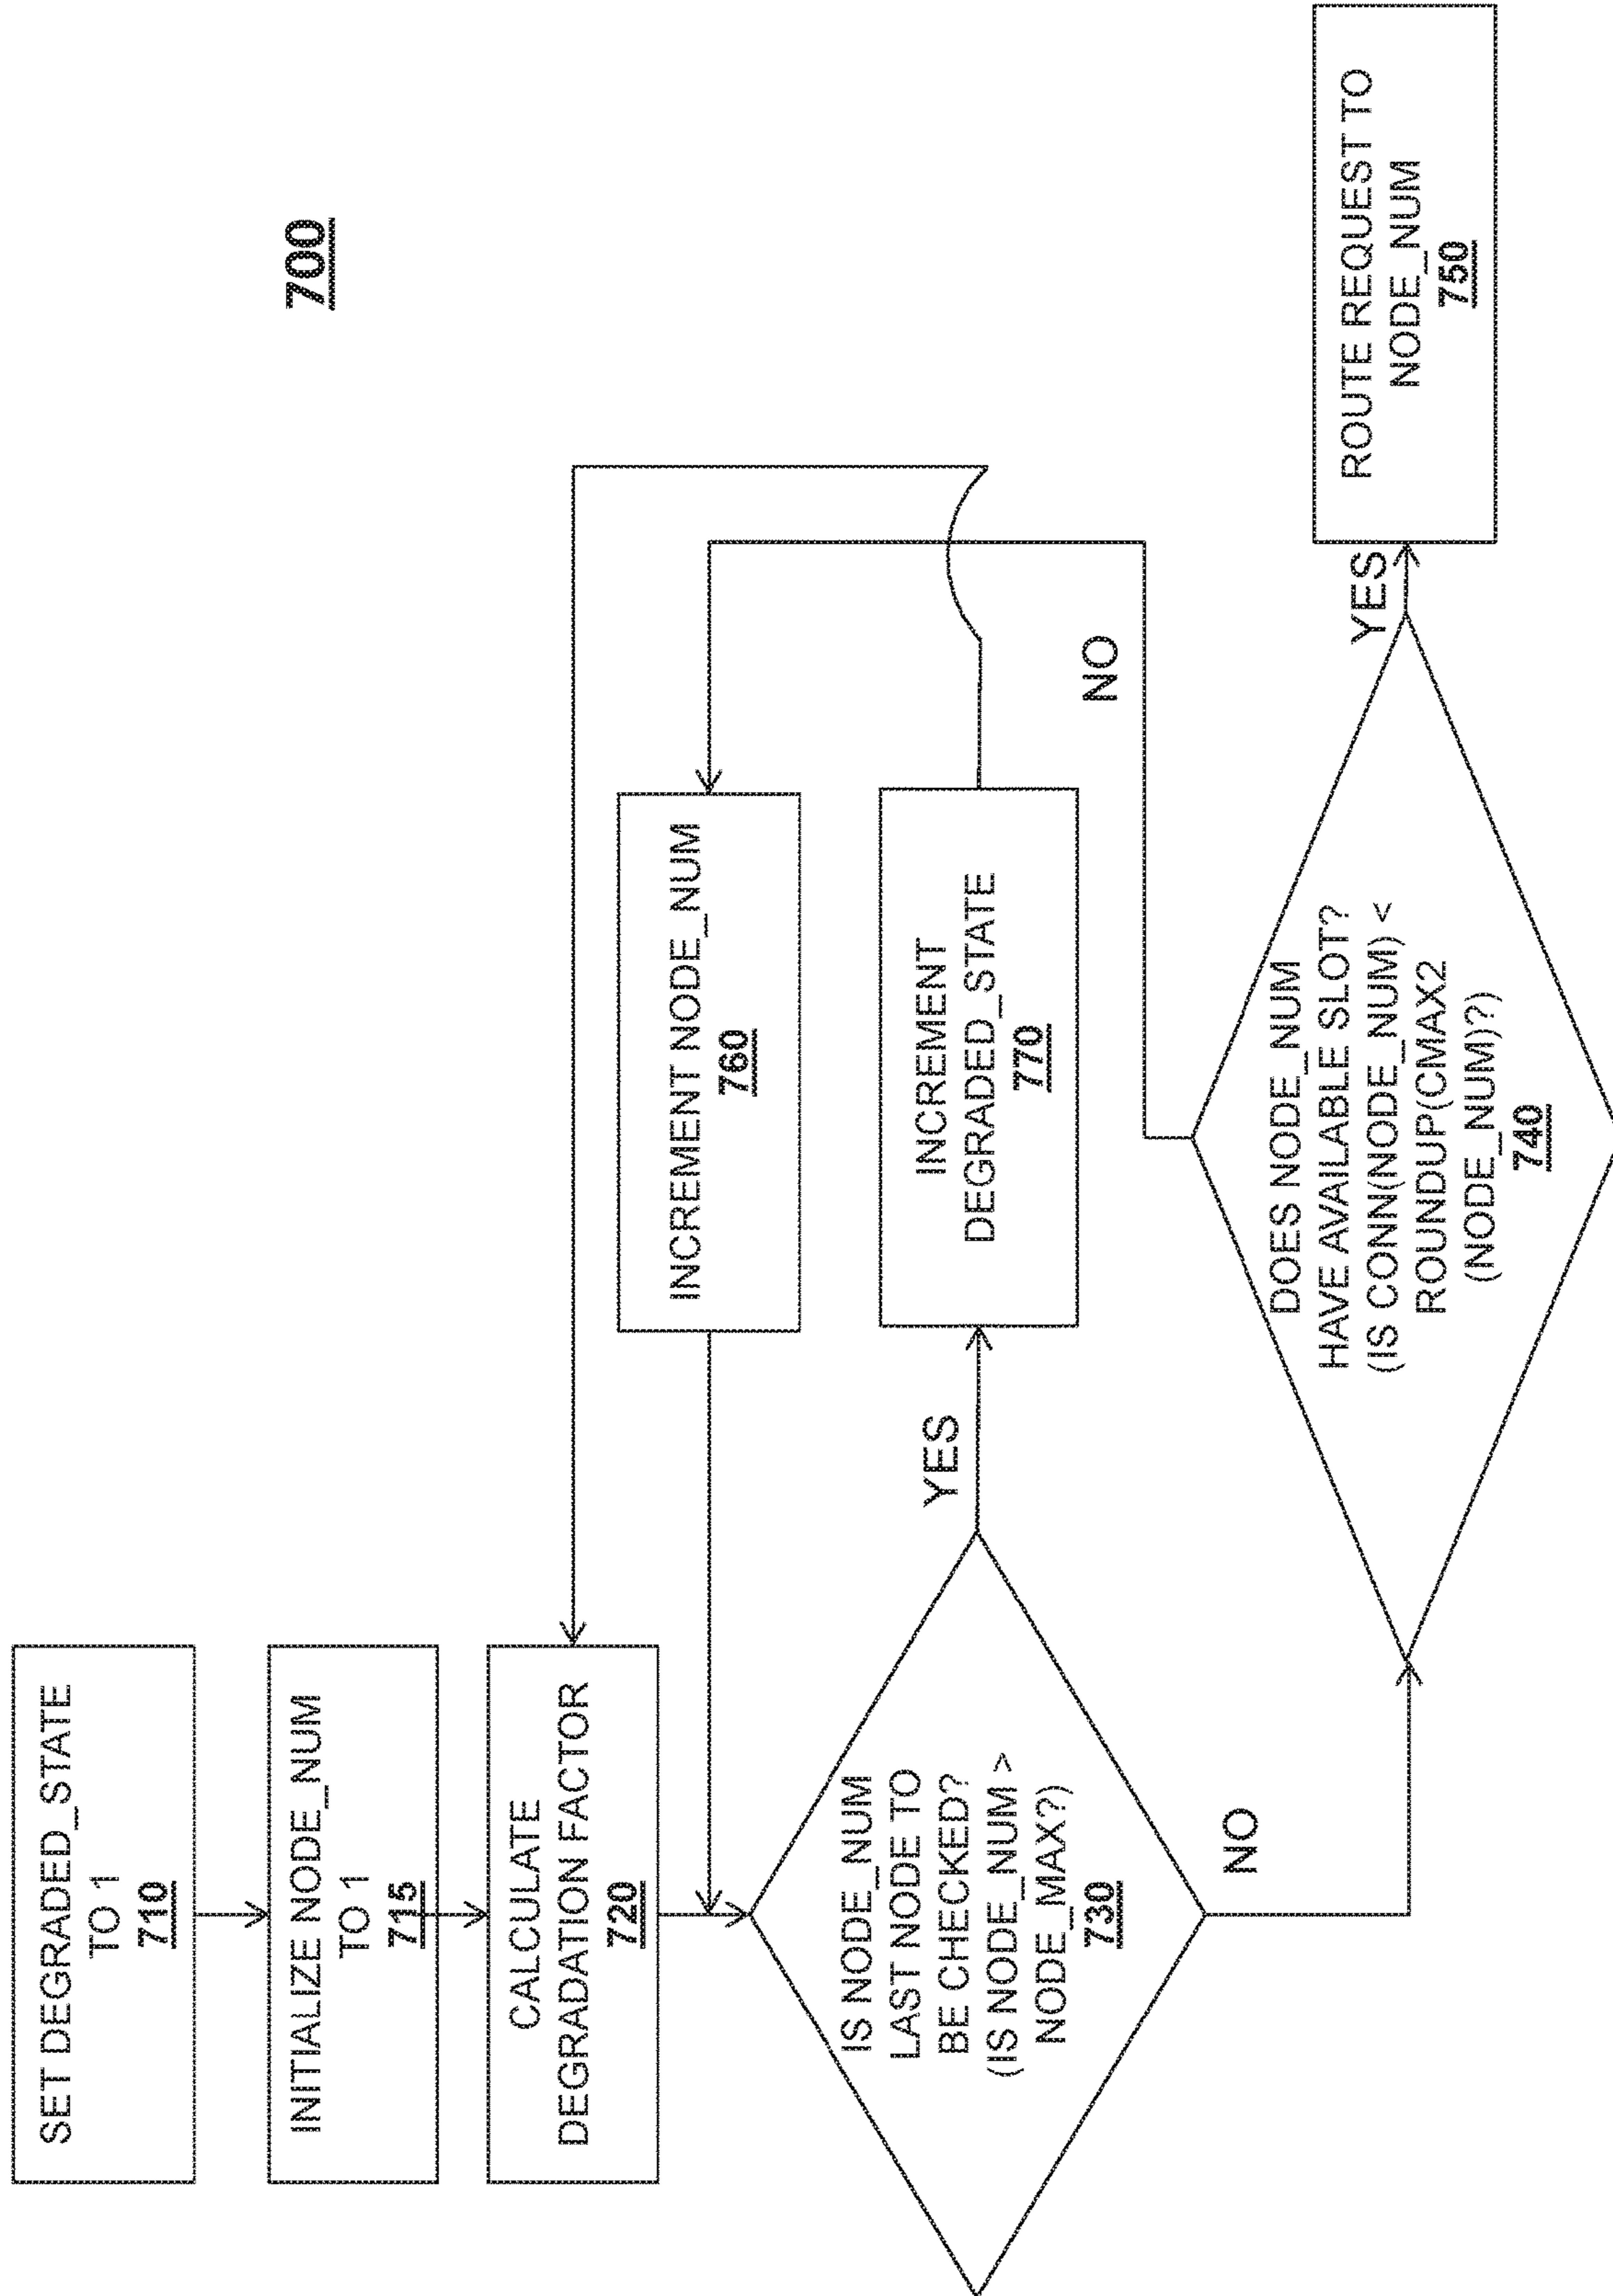 700
SET DEGRADED_STATE
TO 1
710
INITIALIZE NODE_NUM
TO 1
715
CALCULATE
DEGRADATION FACTOR
720
INCREMENT NODE_NUM
760
IS NODE_NUM
LAST NODE TO
BE CHECKED?
(IS NODE_NUM >
NODE_MAX?)
730
YES
INCREMENT
DEGRADED_STATE
770
NO
NO
DOES NODE_NUM
HAVE AVAILABLE SLOT?
(IS CONN(NODE_NUM) <
ROUNDUP(CMAX2
(NODE_NUM)?)
740
YES
ROUTE REQUEST TO
NODE_NUM
750